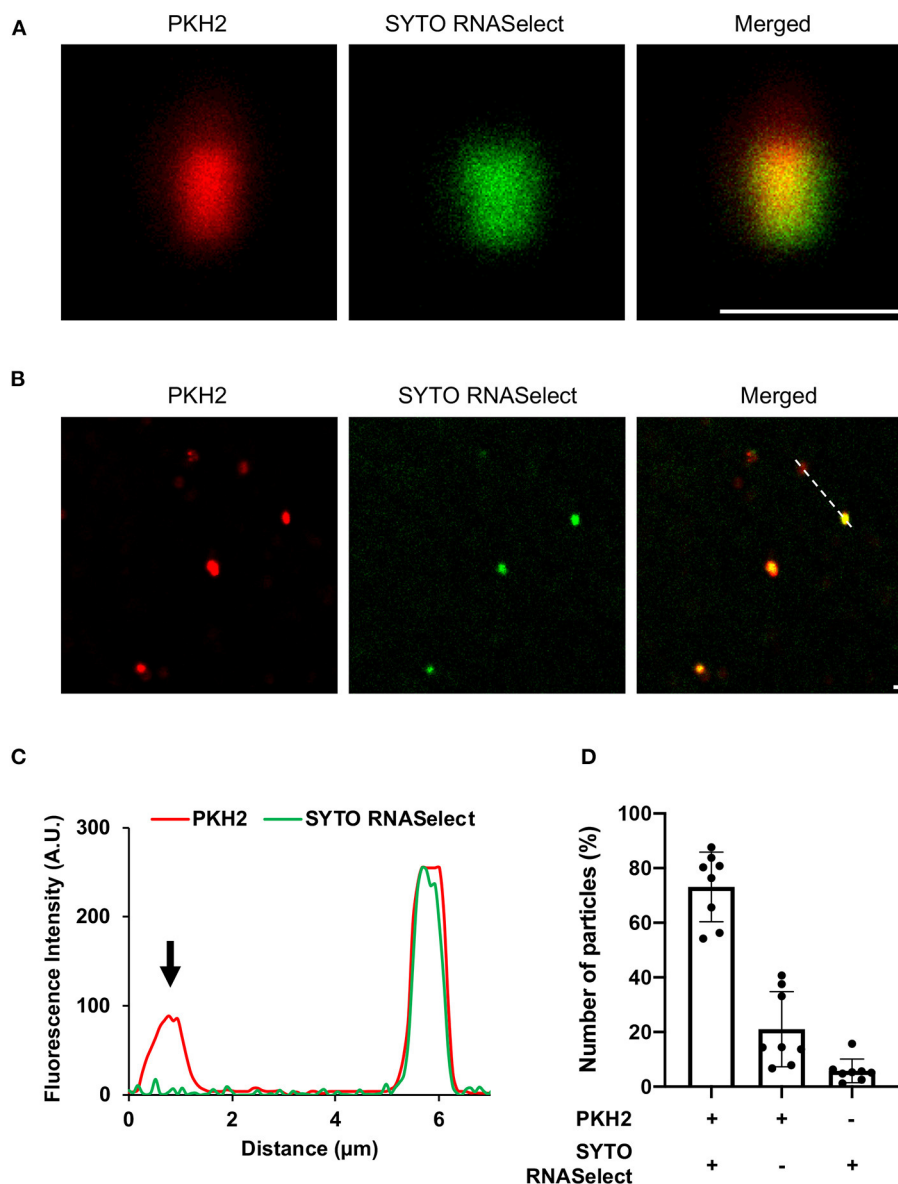 A
PKH2 SYTO RNASelect Merged
B
PKH2 SYTO RNASelect Merged
C
PKH2 SYTO RNASelect
Fluorescence Intensity (A.U.)
300
200
100
0
0 2 4 6
Distance (µm)
D
Number of particles (%)
100
80
60
40
20
0
PKH2 + + -
SYTO
RNASelect + - +